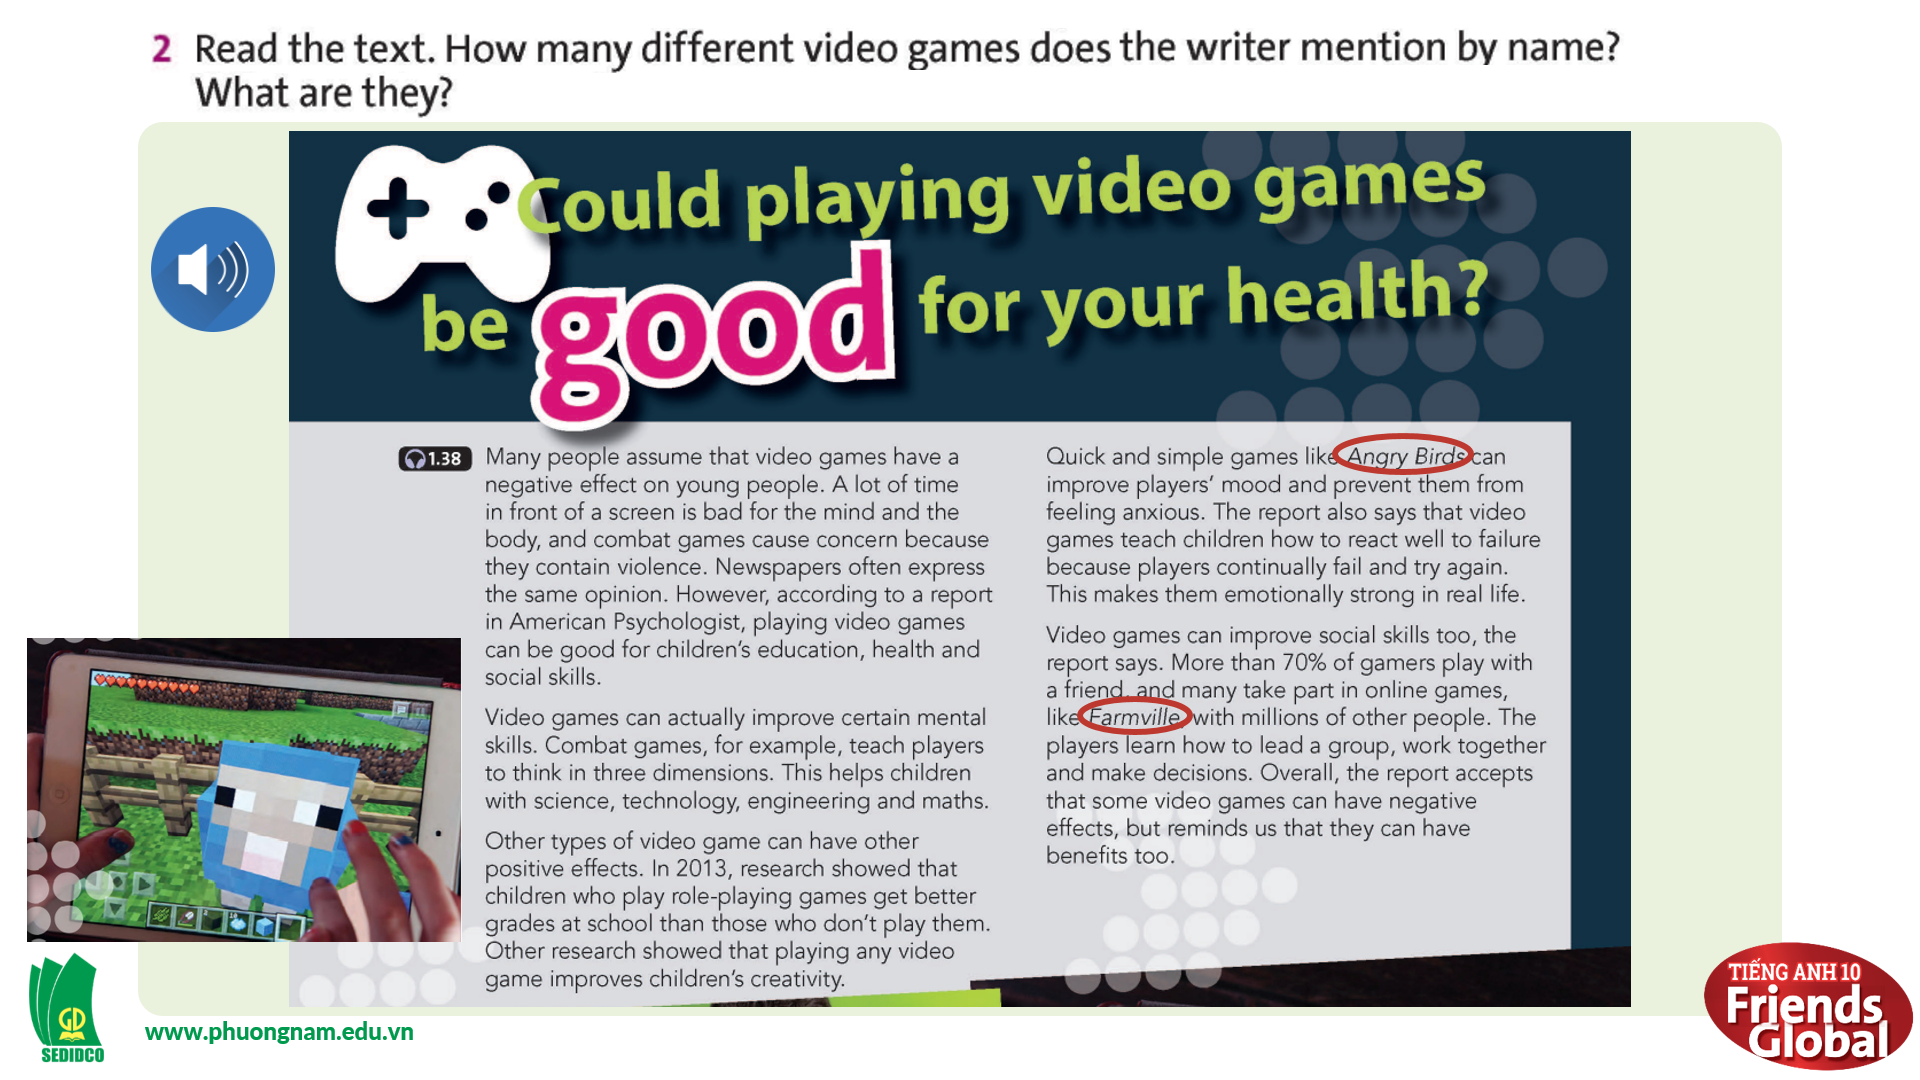 2 Read the text. How many different video games does the writer mention by name?
What are they?
Could playing video games
be good for your health?
1.38
Many people assume that video games have a
negative effect on young people. A lot of time
in front of a screen is bad for the mind and the
body, and combat games cause concern because
they contain violence. Newspapers often express
the same opinion. However, according to a report
in American Psychologist, playing video games
can be good for children's education, health and
social skills.
Video games can actually improve certain mental
skills. Combat games, for example, teach players
to think in three dimensions. This helps children
with science, technology, engineering and maths.
Other types of video game can have other
positive effects. In 2013, research showed that
children who play role-playing games get better
grades at school than those who don't play them.
Other research showed that playing any video
game improves children's creativity.
Quick and simple games like Angry Birds can
improve players' mood and prevent them from
feeling anxious. The report also says that video
games teach children how to react well to failure
because players continually fail and try again.
This makes them emotionally strong in real life.
Video games can improve social skills too, the
report says. More than 70% of gamers play with
a friend, and many take part in online games,
like Farmville, with millions of other people. The
players learn how to lead a group, work together
and make decisions. Overall, the report accepts
that some video games can have negative
effects, but reminds us that they can have
benefits too.
GD
SEDIDCO
www.phuongnam.edu.vn
TIẾNG ANH 10
Friends
Global